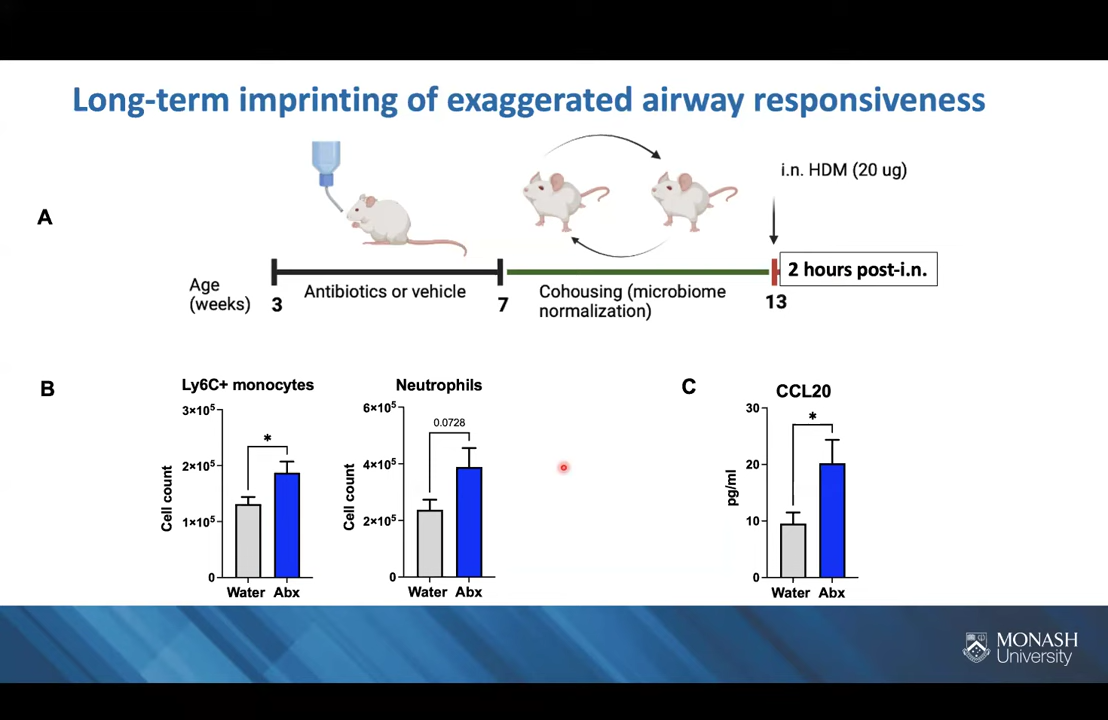 Long-term imprinting of exaggerated airway responsiveness
A
i.n. HDM (20 ug)
2 hours post-i.n.
Age
(weeks)
3
Antibiotics or vehicle
7
Cohousing (microbiome
normalization)
13
B
Ly6C+ monocytes
3×10⁵
2×10⁵
1×10⁵
0
Cell count
*
Water Abx
Neutrophils
6×10⁵
4×10⁵
2×10⁵
0
Cell count
0.0728
Water Abx
C
CCL20
30
20
10
0
pg/ml
*
Water Abx
MONASH
University